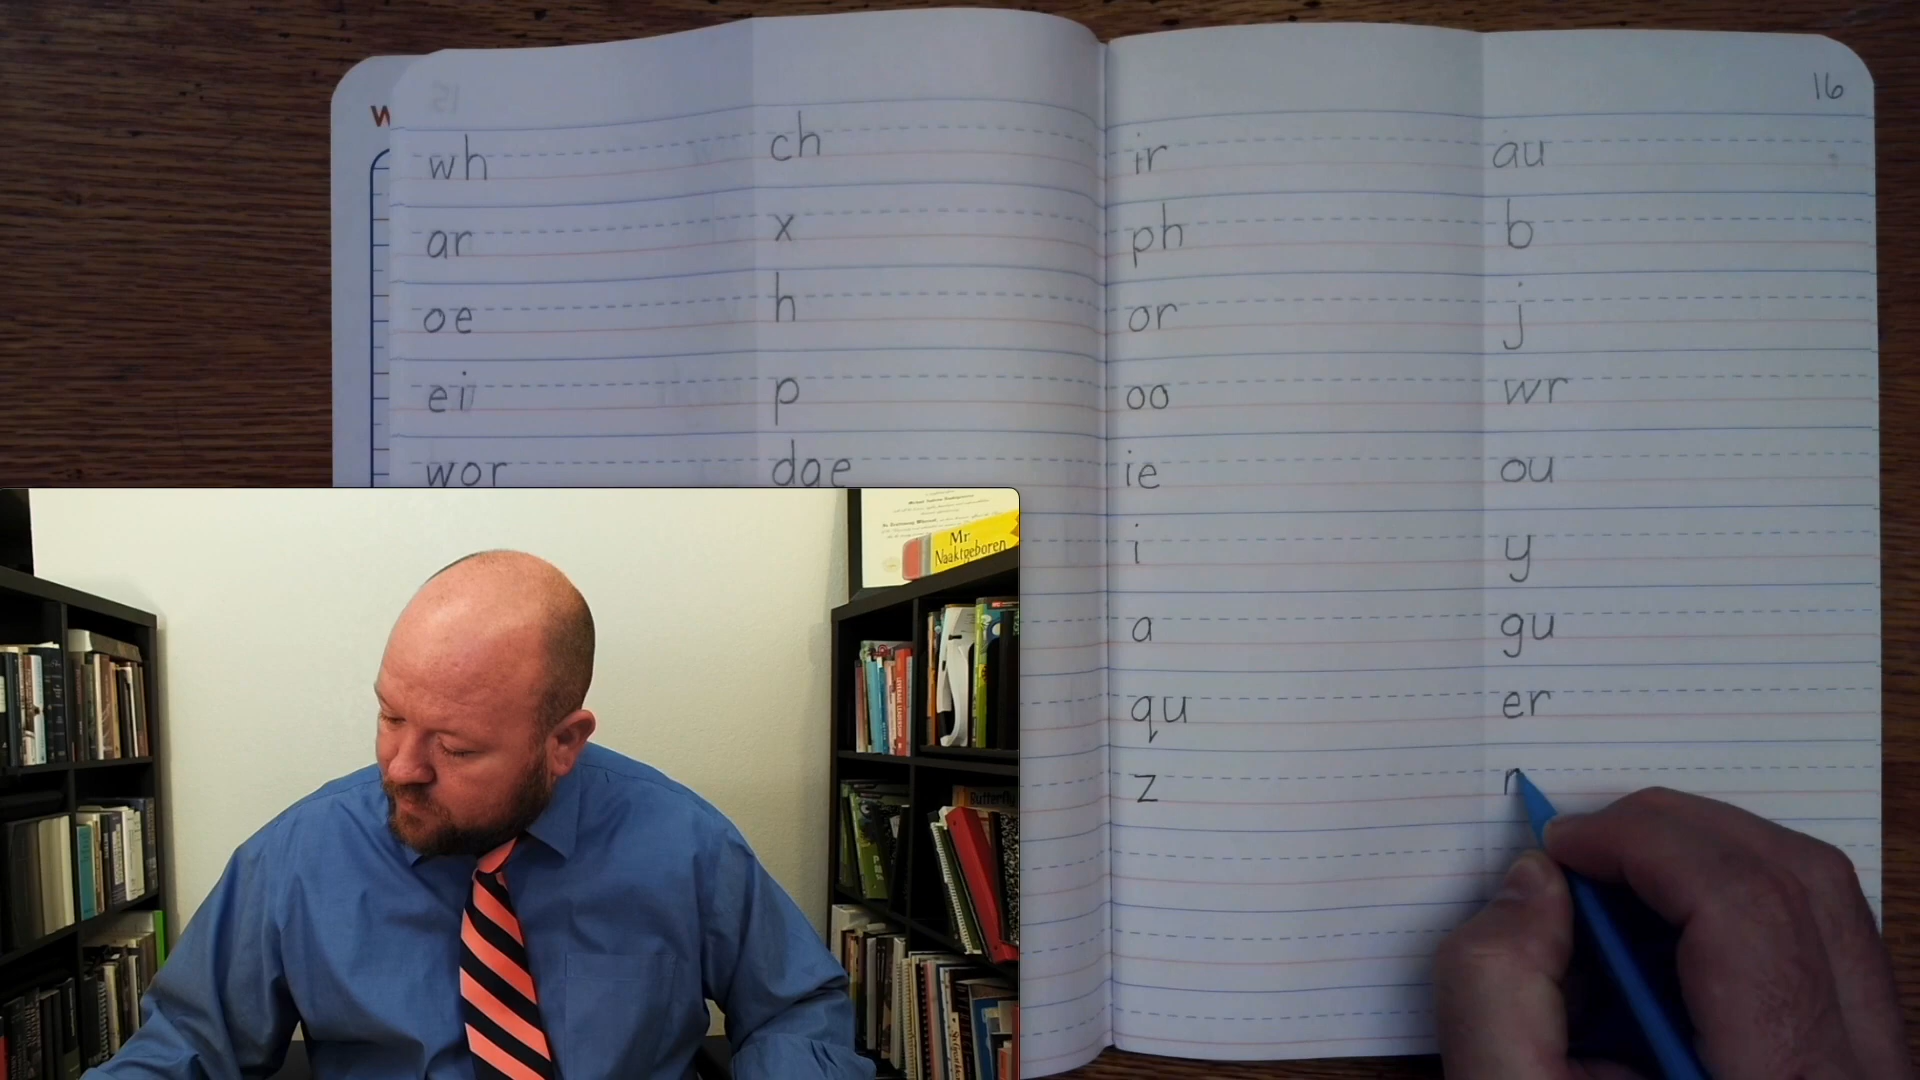 16
wh
ar
oe
ei
wor
ch
x
h
p
dge
ir
ph
or
oo
ie
i
a
qu
z
au
b
j
wr
ou
y
gu
er
Mr
Naaktgeboren
Butterfly